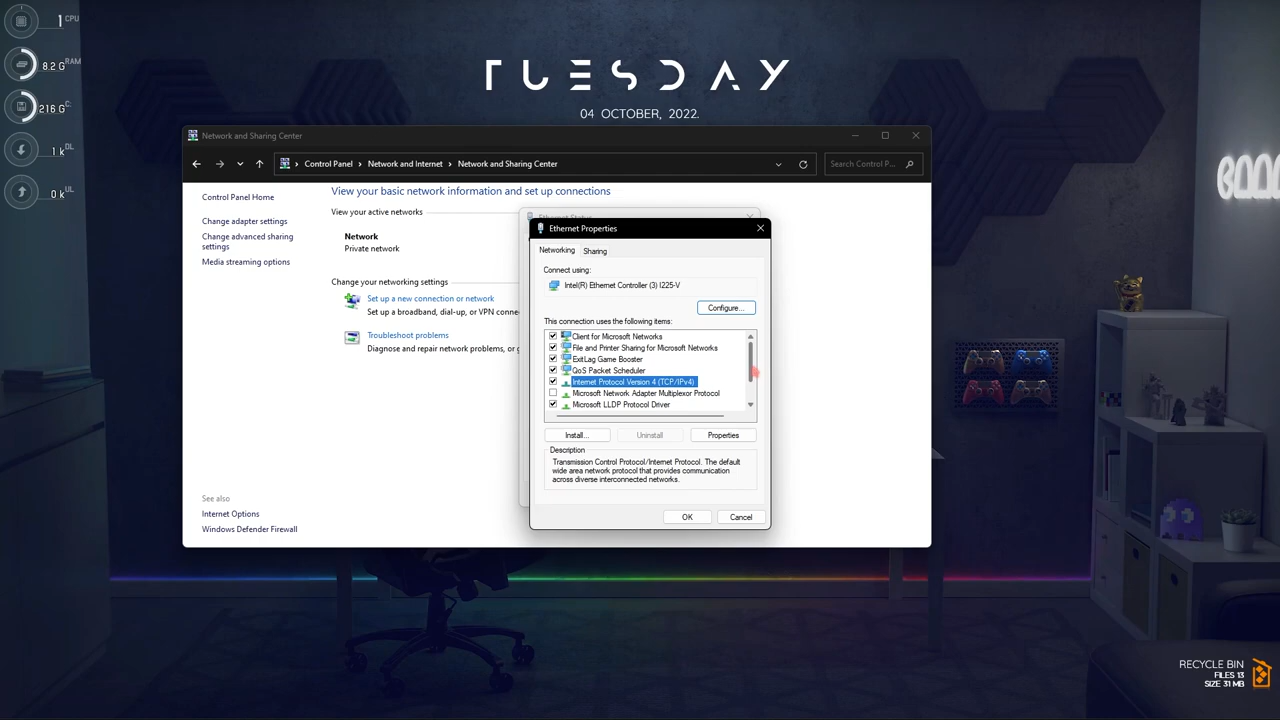 1 CPU
8.2 G RAM
216 G C:
1 k DL
0 k UL
TUESDAY
04 OCTOBER, 2022.
Network and Sharing Center
Control Panel > Network and Internet > Network and Sharing Center
Search Control P...
Control Panel Home
Change adapter settings
Change advanced sharing
settings
Media streaming options
See also
Internet Options
Windows Defender Firewall
View your basic network information and set up connections
View your active networks
Network
Private network
Change your networking settings
Set up a new connection or network
Set up a broadband, dial-up, or VPN conne
Troubleshoot problems
Diagnose and repair network problems, or g
Ethernet Status
Ethernet Properties
Networking Sharing
Connect using:
Intel(R) Ethernet Controller (3) I225-V
Configure...
This connection uses the following items:
Client for Microsoft Networks
File and Printer Sharing for Microsoft Networks
ExitLag Game Booster
QoS Packet Scheduler
Internet Protocol Version 4 (TCP/IPv4)
Microsoft Network Adapter Multiplexor Protocol
Microsoft LLDP Protocol Driver
Install... Uninstall Properties
Description
Transmission Control Protocol/Internet Protocol. The default
wide area network protocol that provides communication
across diverse interconnected networks.
OK Cancel
RECYCLE BIN
FILES 13
SIZE 31 MB